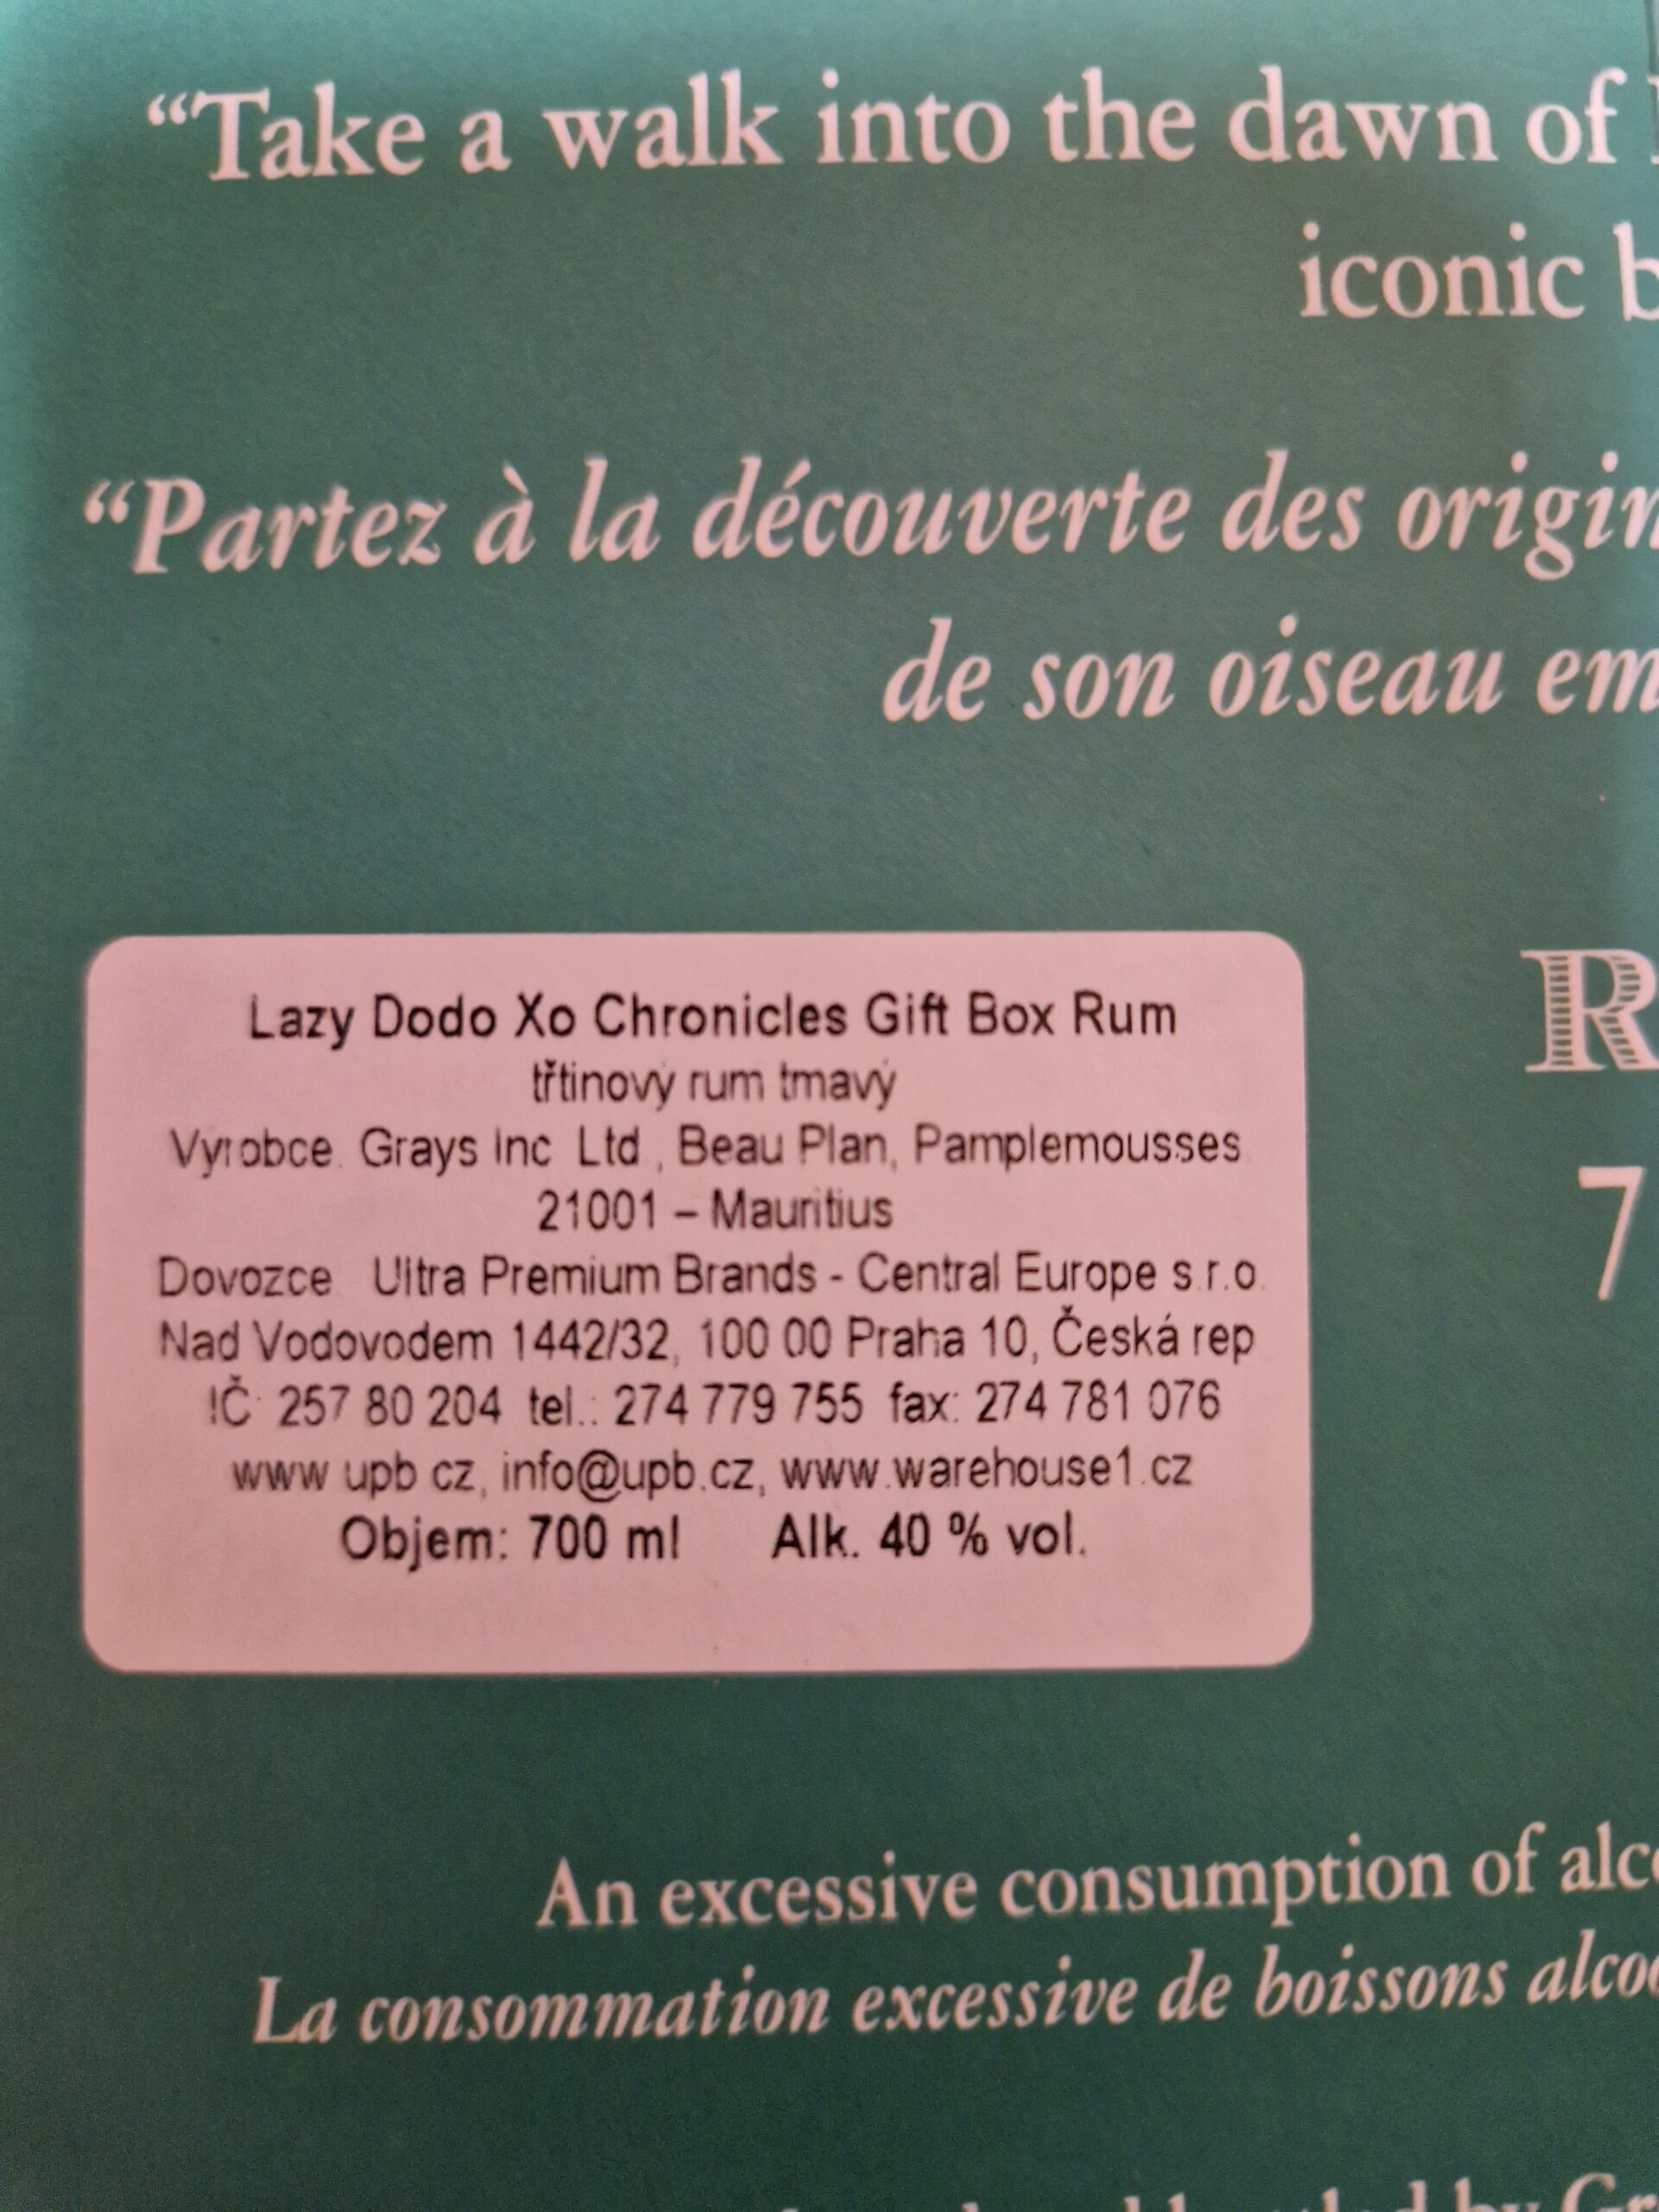 “Take a walk into the dawn of
iconic b
“Partez à la découverte des origin
de son oiseau em
R
7
Lazy Dodo Xo Chronicles Gift Box Rum
třtinový rum tmavý
Vyrobce. Grays Inc Ltd , Beau Plan, Pamplemousses
21001 – Mauritius
Dovozce Ultra Premium Brands - Central Europe s.r.o.
Nad Vodovodem 1442/32, 100 00 Praha 10, Česká rep
IČ: 257 80 204 tel.: 274 779 755 fax: 274 781 076
www upb cz, info@upb.cz, www.warehouse1.cz
Objem: 700 ml Alk. 40 % vol.
An excessive consumption of alco
La consommation excessive de boissons alcoo
by Gr